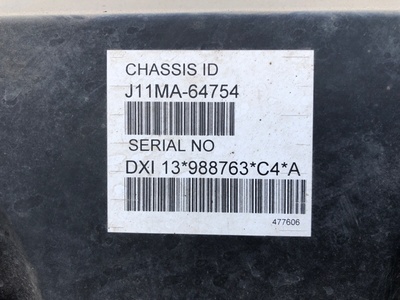 CHASSIS ID
J11MA-64754
SERIAL NO
DXI 13*988763*C4*A
477606